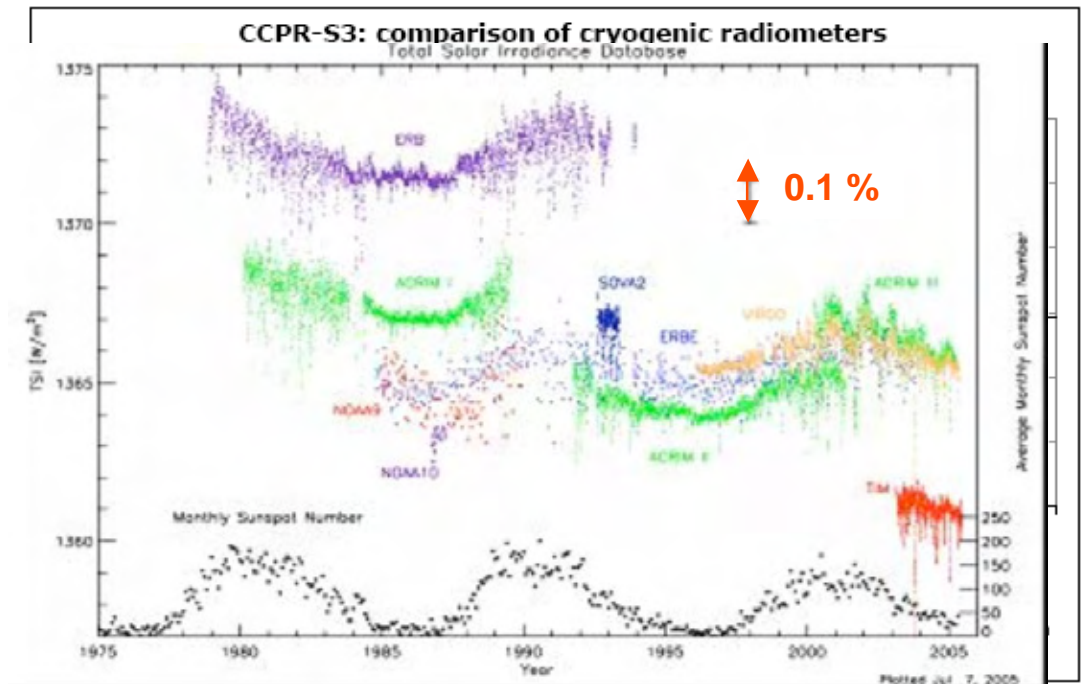 CCPR-S3: comparison of cryogenic radiometers
Total Solar Irradiance Database
1375
ERB
0.1 %
1370
ACRIM I
SOVA2
ACRIM III
VIRGO
ERBE
TSI [W/m²]
1365
Average Monthly Sunspot Number
NOAA9
ACRIM II
NOAA10
TIM
Monthly Sunspot Number
250
1360
200
150
100
50
0
1975
1980
1985
1990
1995
2000
2005
Year
Plotted Jul 7, 2005